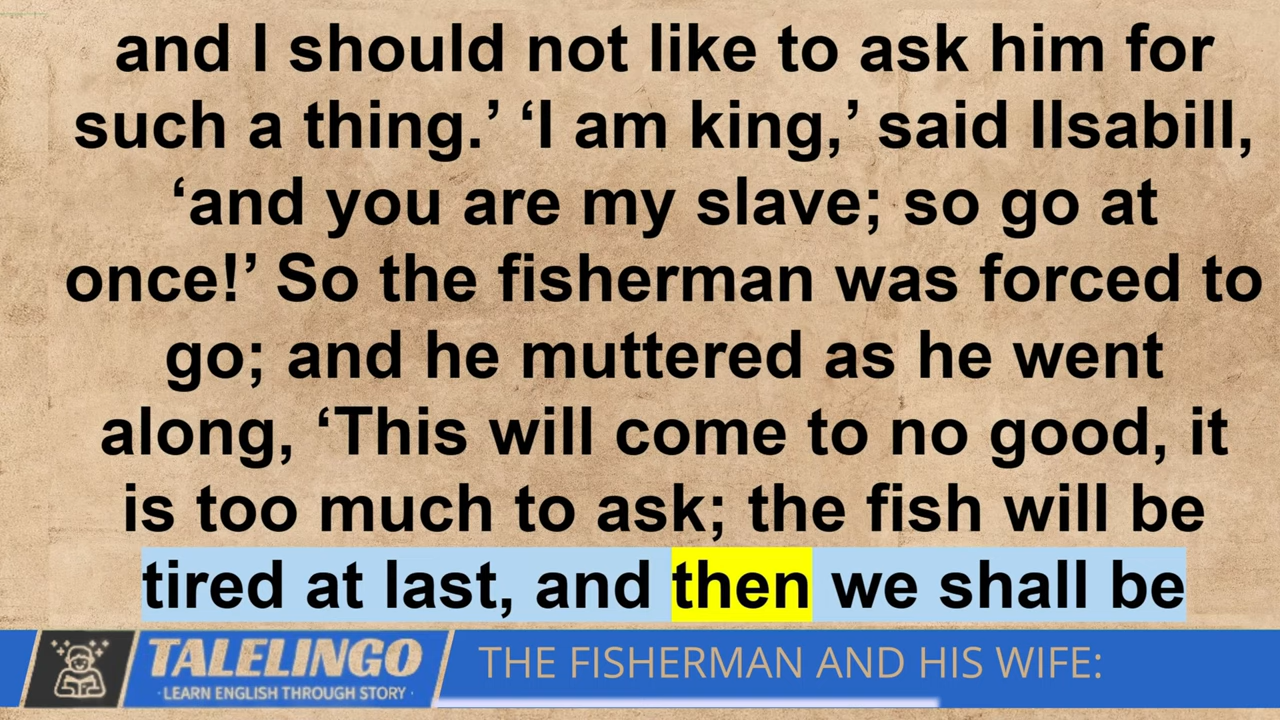 and I should not like to ask him for
such a thing.’ ‘I am king,’ said Ilsabill,
‘and you are my slave; so go at
once!’ So the fisherman was forced to
go; and he muttered as he went
along, ‘This will come to no good, it
is too much to ask; the fish will be
tired at last, and then we shall be
TALELINGO
· LEARN ENGLISH THROUGH STORY ·
THE FISHERMAN AND HIS WIFE: